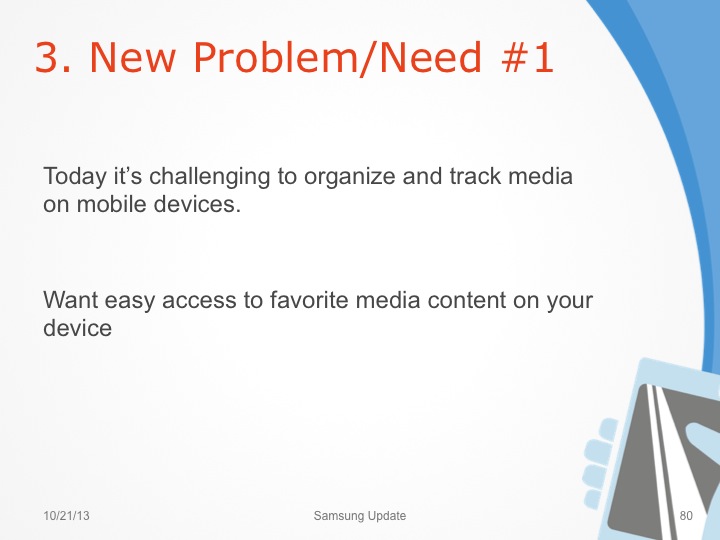 3. New Problem/Need #1
Today it’s challenging to organize and track media
on mobile devices.
Want easy access to favorite media content on your
device
10/21/13
Samsung Update
80